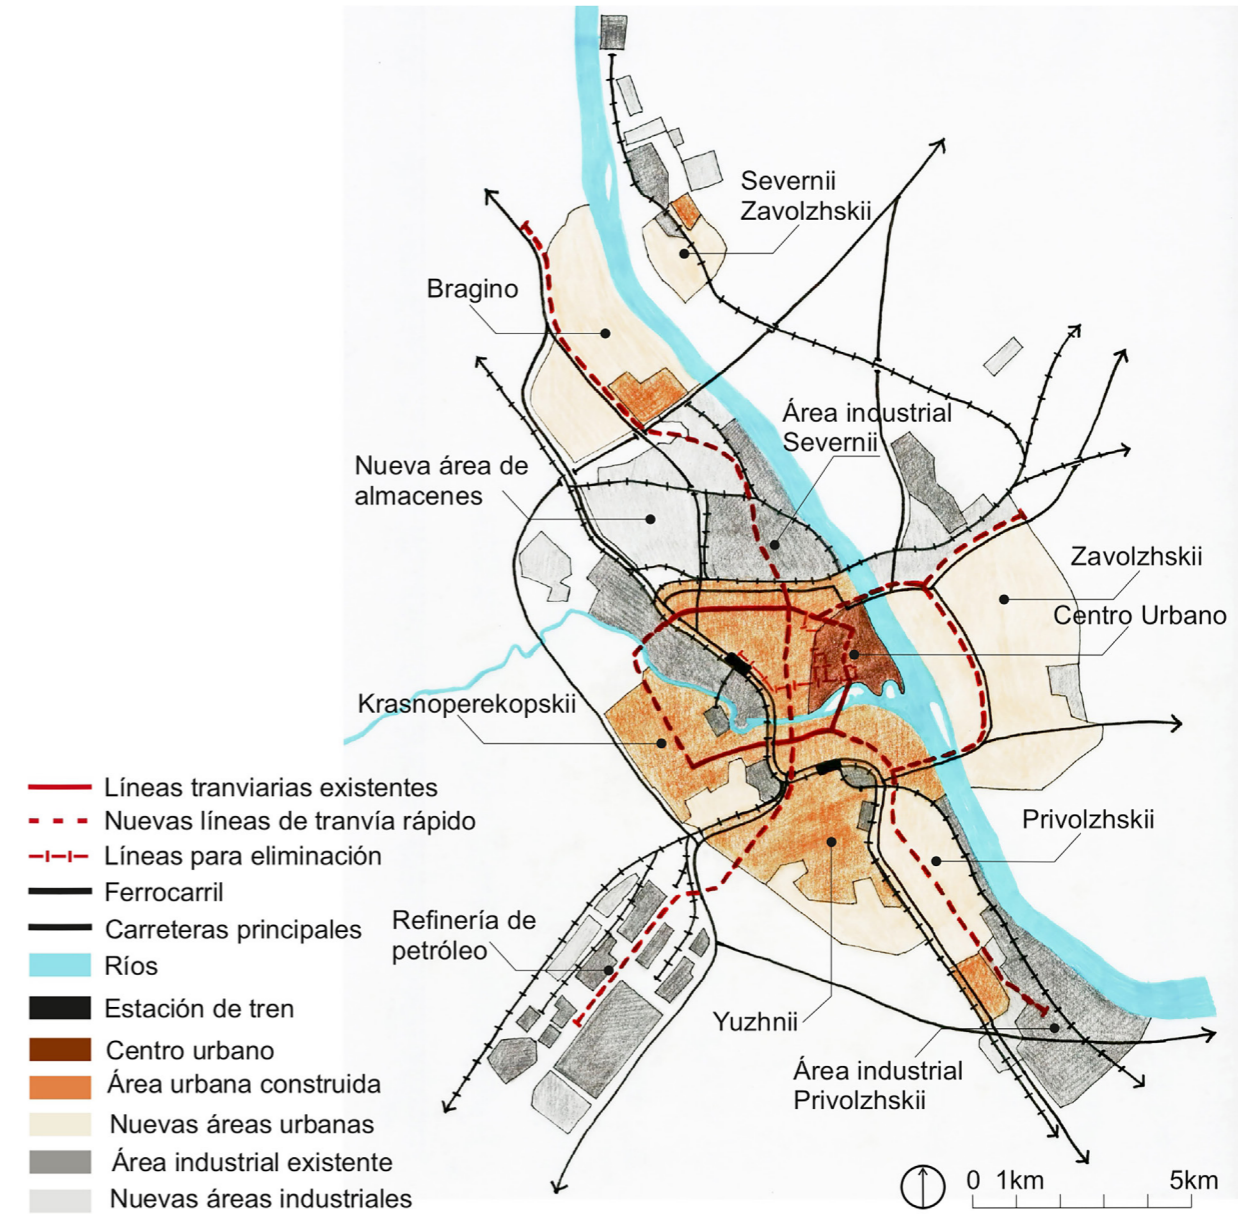 Severnii
Zavolzhskii
Bragino
Área industrial
Severnii
Nueva área de
almacenes
Zavolzhskii
Centro Urbano
Krasnoperekopskii
Líneas tranviarias existentes
Nuevas líneas de tranvía rápido
Líneas para eliminación
Ferrocarril
Carreteras principales
Ríos
Estación de tren
Centro urbano
Área urbana construida
Nuevas áreas urbanas
Área industrial existente
Nuevas áreas industriales
Privolzhskii
Refinería de
petróleo
Yuzhnii
Área industrial
Privolzhskii
0 1km 5km